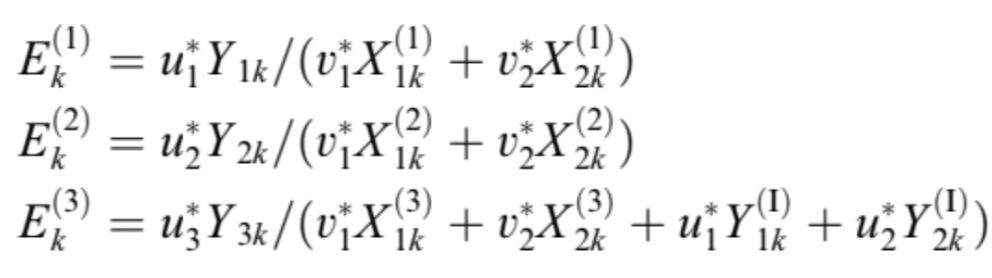 $E_k^{(1)} = u_1^* Y_{1k} / (v_1^* X_{1k}^{(1)} + v_2^* X_{2k}^{(1)})$
$E_k^{(2)} = u_2^* Y_{2k} / (v_1^* X_{1k}^{(2)} + v_2^* X_{2k}^{(2)})$
$E_k^{(3)} = u_3^* Y_{3k} / (v_1^* X_{1k}^{(3)} + v_2^* X_{2k}^{(3)} + u_1^* Y_{1k}^{(\mathrm{I})} + u_2^* Y_{2k}^{(\mathrm{I})})$